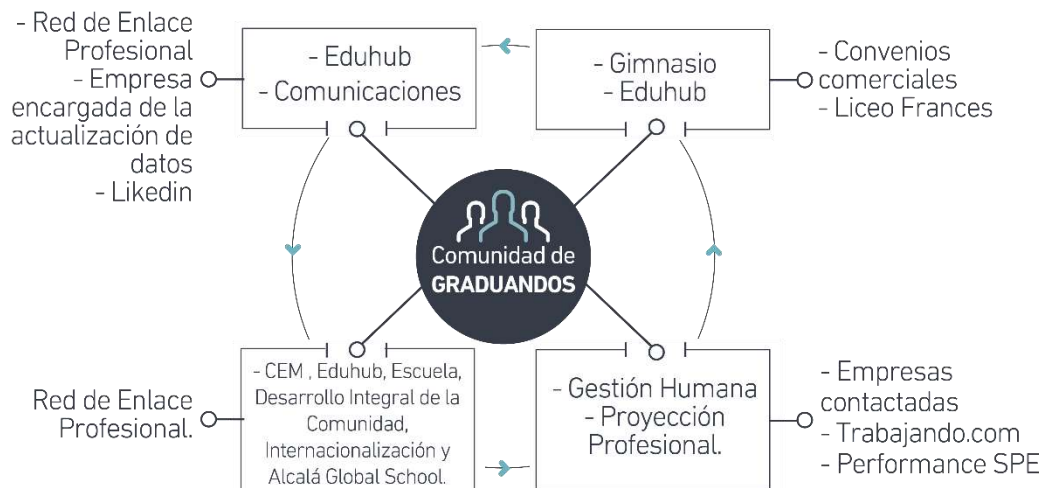 - Red de Enlace
Profesional
- Empresa
encargada de la
actualización de
datos
- Likedin
- Eduhub
- Comunicaciones
- Gimnasio
- Eduhub
- Convenios
comerciales
- Liceo Frances
Comunidad de
GRADUANDOS
Red de Enlace
Profesional.
- CEM , Eduhub, Escuela,
Desarrollo Integral de la
Comunidad,
Internacionalización y
Alcalá Global School.
- Gestión Humana
- Proyección
Profesional.
- Empresas
contactadas
- Trabajando.com
- Performance SPE